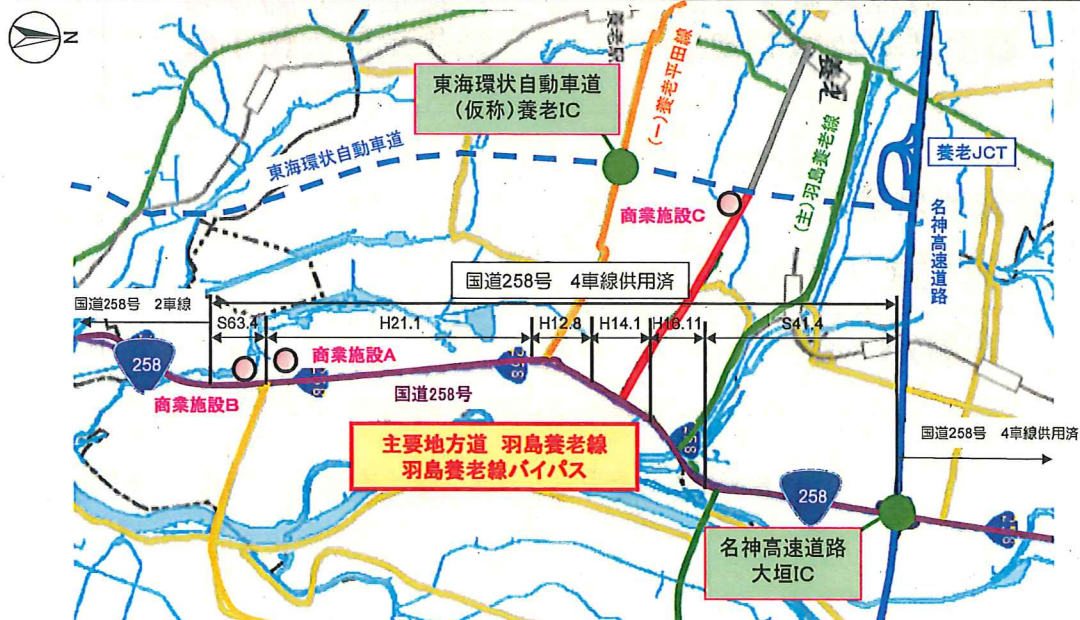 N
東海環状自動車道
(仮称)養老IC
(一)養老平田線
養老
(主)羽島養老線
養老JCT
東海環状自動車道
商業施設C
名神高速道路
国道258号 4車線供用済
国道258号 2車線
S63.4
H21.1
H12.8
H14.1
H16.11
S41.4
258
商業施設A
商業施設B
国道258号
国道258号 4車線供用済
主要地方道 羽島養老線
羽島養老線バイパス
258
名神高速道路
大垣IC